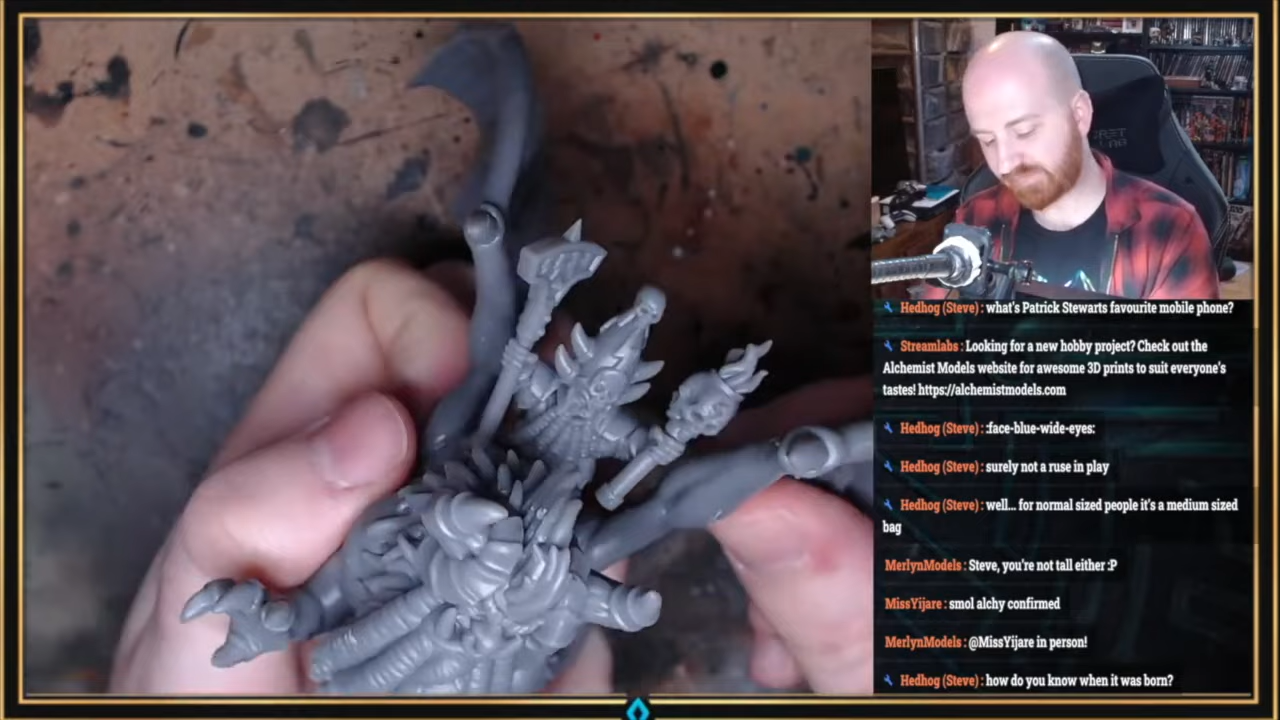 RET
LAB
Hedhog (Steve) : what's Patrick Stewarts favourite mobile phone?
Streamlabs : Looking for a new hobby project? Check out the
Alchemist Models website for awesome 3D prints to suit everyone's
tastes! https://alchemistmodels.com
Hedhog (Steve) : :face-blue-wide-eyes:
Hedhog (Steve) : surely not a ruse in play
Hedhog (Steve) : well... for normal sized people it's a medium sized
bag
MerlynModels : Steve, you're not tall either :P
MissYijare : smol alchy confirmed
MerlynModels : @MissYijare in person!
Hedhog (Steve) : how do you know when it was born?